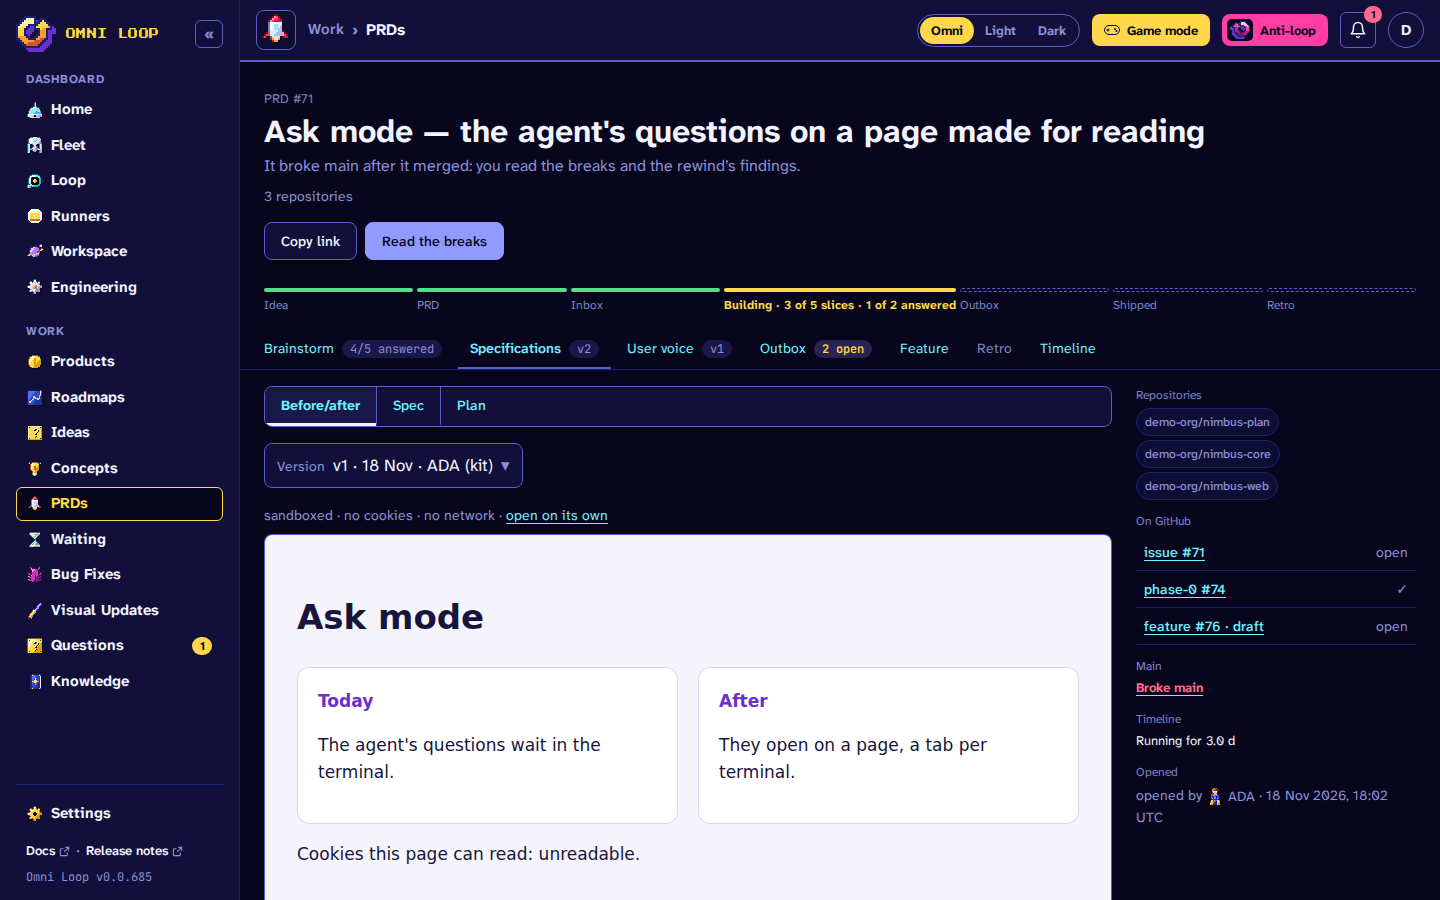 OMNI LOOP
«
DASHBOARD
Home
Fleet
Loop
Runners
Workspace
Engineering
WORK
Products
Roadmaps
Ideas
Concepts
PRDs
Waiting
Bug Fixes
Visual Updates
Questions 1
Knowledge
Settings
Docs · Release notes
Omni Loop v0.0.685
Work › PRDs
Omni Light Dark
Game mode
Anti-loop
1
D
PRD #71
Ask mode — the agent's questions on a page made for reading
It broke main after it merged: you read the breaks and the rewind's findings.
3 repositories
Copy link
Read the breaks
Idea
PRD
Inbox
Building · 3 of 5 slices · 1 of 2 answered
Outbox
Shipped
Retro
Brainstorm 4/5 answered
Specifications v2
User voice v1
Outbox 2 open
Feature
Retro
Timeline
Before/after
Spec
Plan
Version v1 · 18 Nov · ADA (kit) ▼
sandboxed · no cookies · no network · open on its own
Ask mode
Today
The agent's questions wait in the
terminal.
After
They open on a page, a tab per
terminal.
Cookies this page can read: unreadable.
Repositories
demo-org/nimbus-plan
demo-org/nimbus-core
demo-org/nimbus-web
On GitHub
issue #71 open
phase-0 #74 ✓
feature #76 · draft open
Main
Broke main
Timeline
Running for 3.0 d
Opened
opened by ADA · 18 Nov 2026, 18:02
UTC